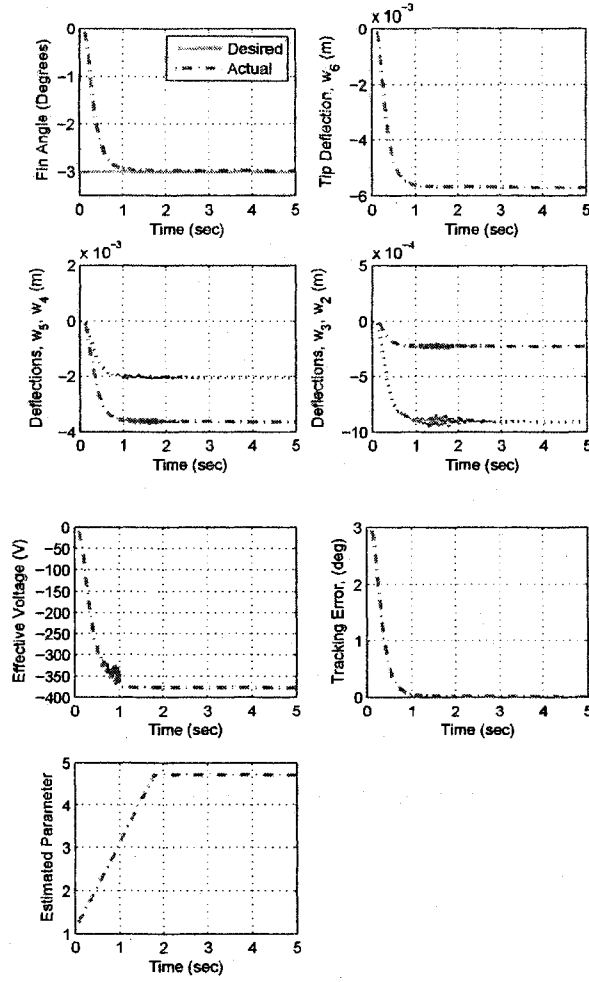 0
−1
−2
−3
Fin Angle (Degrees)
Desired
Actual
0 1 2 3 4 5
Time (sec)
× 10⁻³
0
−2
−4
−6
Tip Deflection, w₆ (m)
0 1 2 3 4 5
Time (sec)
× 10⁻³
2
0
−2
−4
Deflections, w₅, w₄ (m)
0 1 2 3 4 5
Time (sec)
× 10⁻⁴
5
0
−5
−10
Deflections, w₃, w₂ (m)
0 1 2 3 4 5
Time (sec)
0
−50
−100
−150
−200
−250
−300
−350
−400
Effective Voltage (V)
0 1 2 3 4 5
Time (sec)
3
2
1
0
Tracking Error, (deg)
0 1 2 3 4 5
Time (sec)
5
4
3
2
1
Estimated Parameter
0 1 2 3 4 5
Time (sec)